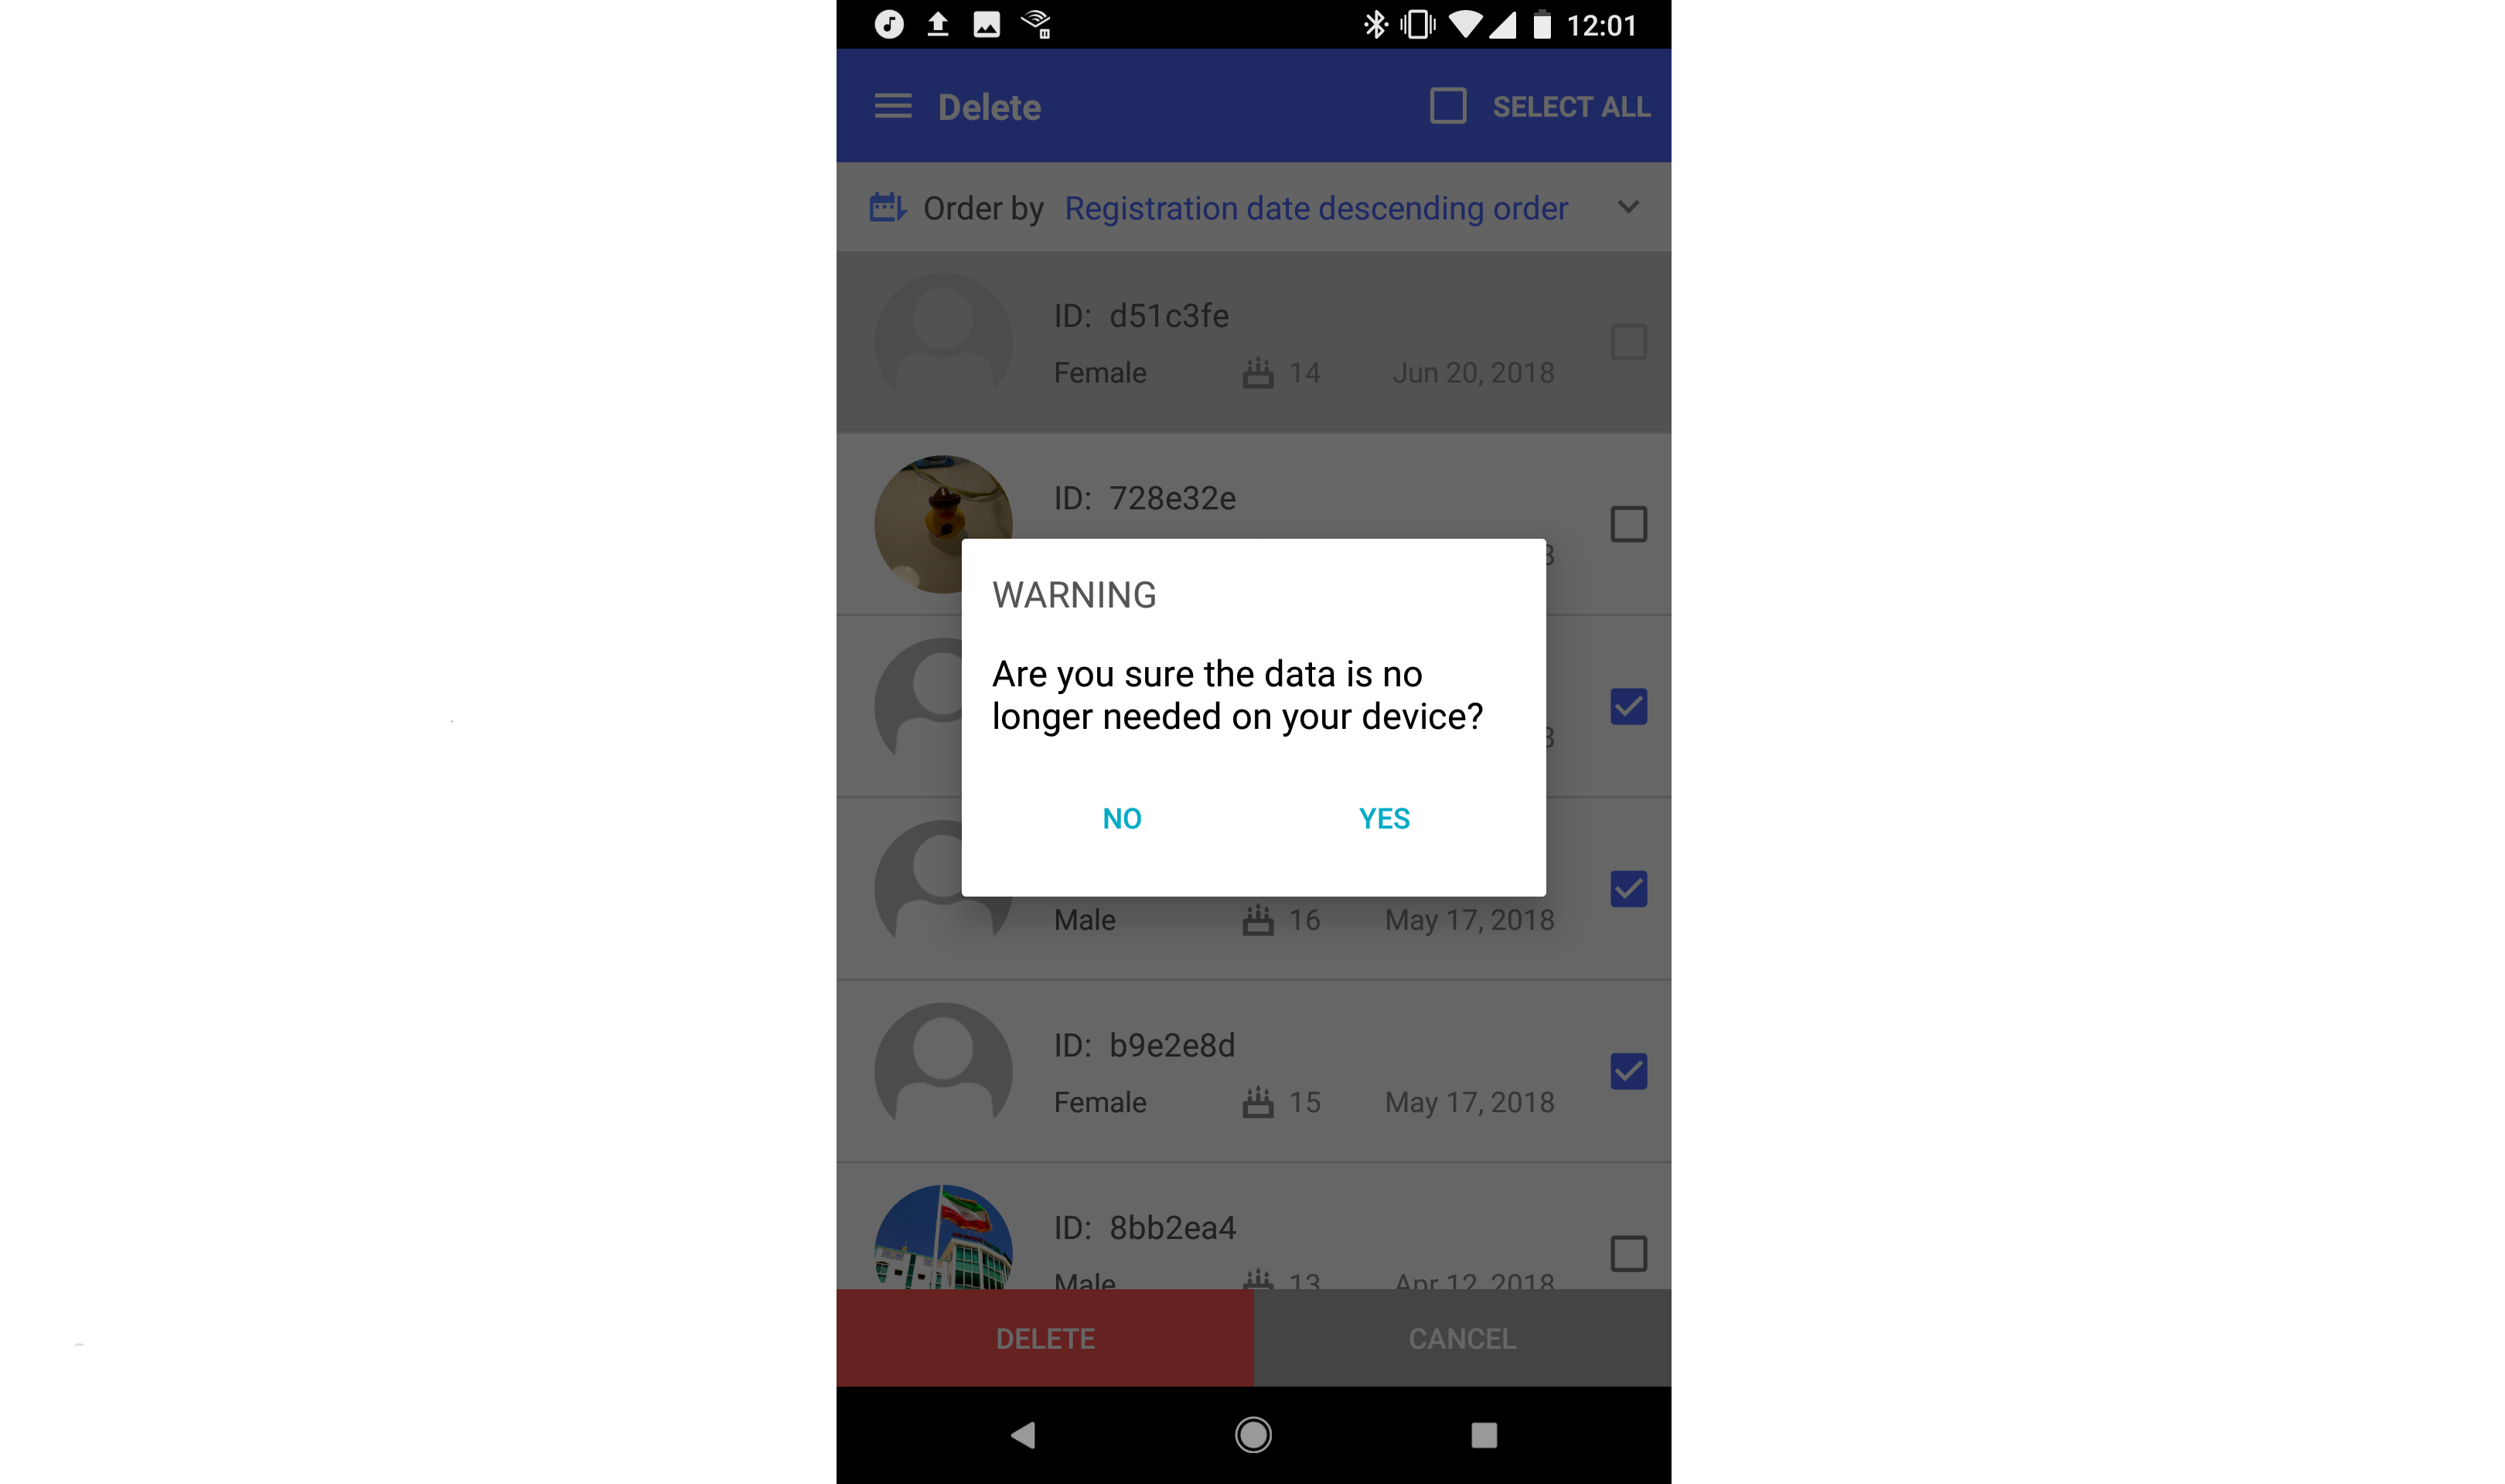 12:01
Delete
SELECT ALL
Order by Registration date descending order
ID: d51c3fe
Female 14 Jun 20, 2018
ID: 728e32e
WARNING
Are you sure the data is no
longer needed on your device?
NO YES
Male 16 May 17, 2018
ID: b9e2e8d
Female 15 May 17, 2018
ID: 8bb2ea4
Male 13 Apr 12, 2018
DELETE CANCEL